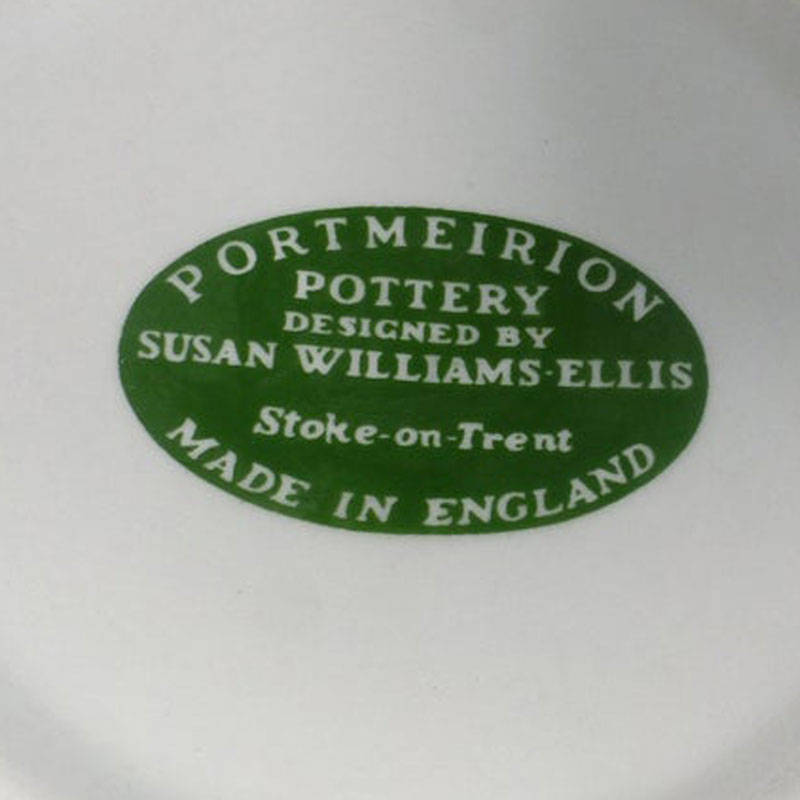 PORTMEIRION
POTTERY
DESIGNED BY
SUSAN WILLIAMS-ELLIS
Stoke-on-Trent
MADE IN ENGLAND